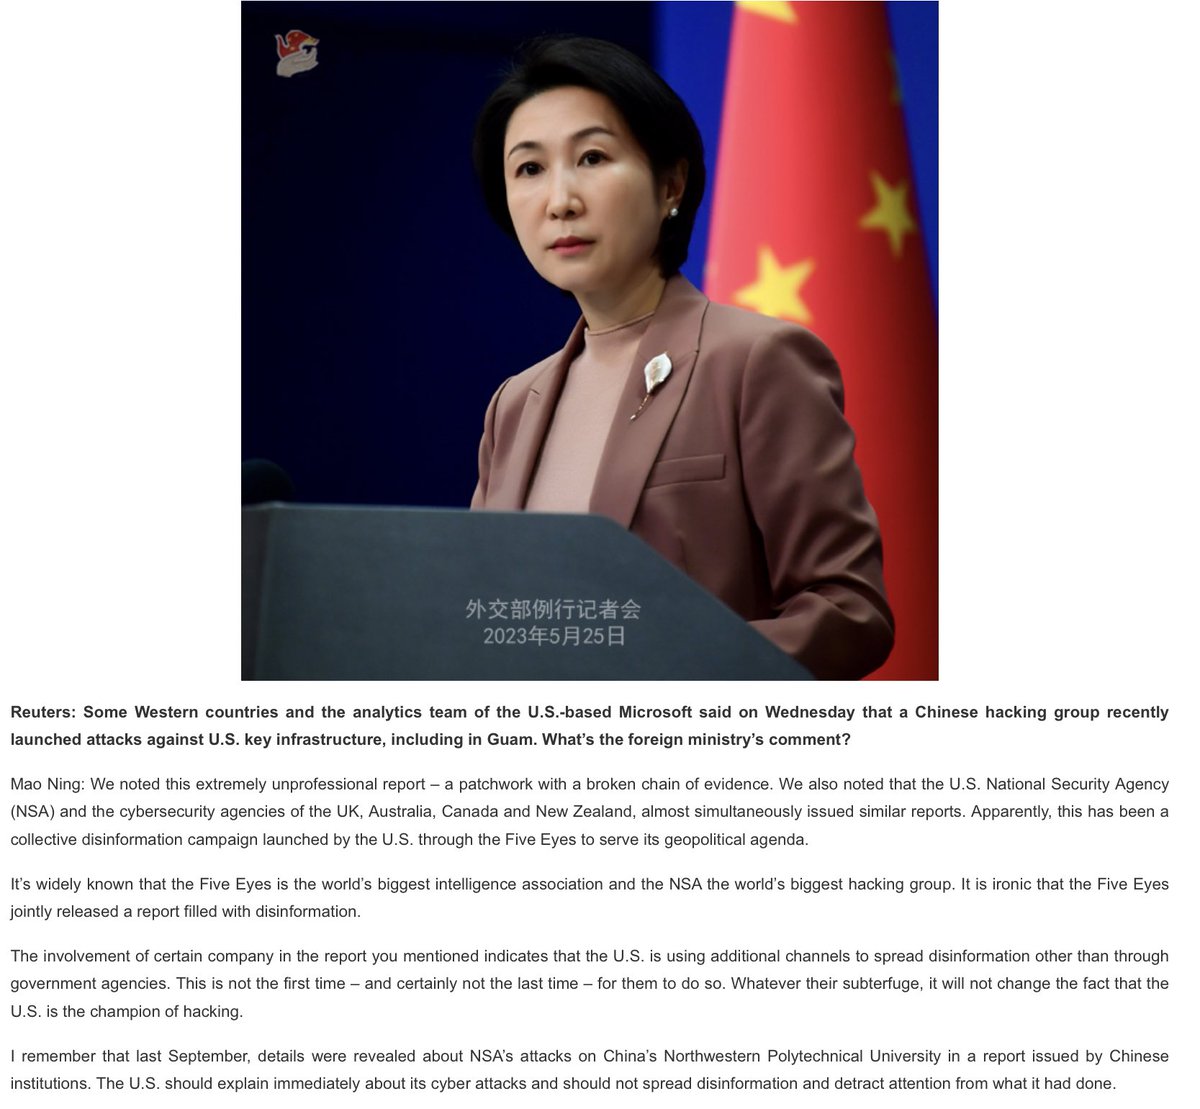 外交部例行记者会
2023年5月25日
Reuters: Some Western countries and the analytics team of the U.S.-based Microsoft said on Wednesday that a Chinese hacking group recently
launched attacks against U.S. key infrastructure, including in Guam. What’s the foreign ministry’s comment?
Mao Ning: We noted this extremely unprofessional report – a patchwork with a broken chain of evidence. We also noted that the U.S. National Security Agency
(NSA) and the cybersecurity agencies of the UK, Australia, Canada and New Zealand, almost simultaneously issued similar reports. Apparently, this has been a
collective disinformation campaign launched by the U.S. through the Five Eyes to serve its geopolitical agenda.
It’s widely known that the Five Eyes is the world’s biggest intelligence association and the NSA the world’s biggest hacking group. It is ironic that the Five Eyes
jointly released a report filled with disinformation.
The involvement of certain company in the report you mentioned indicates that the U.S. is using additional channels to spread disinformation other than through
government agencies. This is not the first time – and certainly not the last time – for them to do so. Whatever their subterfuge, it will not change the fact that the
U.S. is the champion of hacking.
I remember that last September, details were revealed about NSA’s attacks on China’s Northwestern Polytechnical University in a report issued by Chinese
institutions. The U.S. should explain immediately about its cyber attacks and should not spread disinformation and detract attention from what it had done.